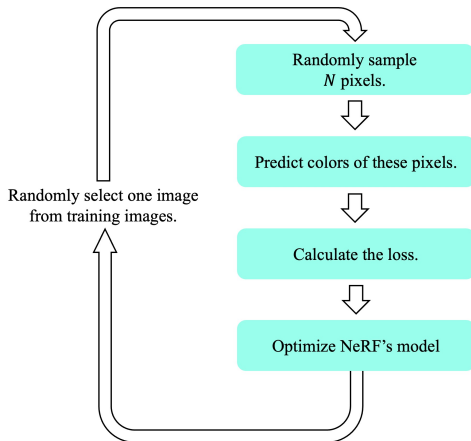 Randomly sample
N pixels.
Predict colors of these pixels.
Randomly select one image
from training images.
Calculate the loss.
Optimize NeRF's model